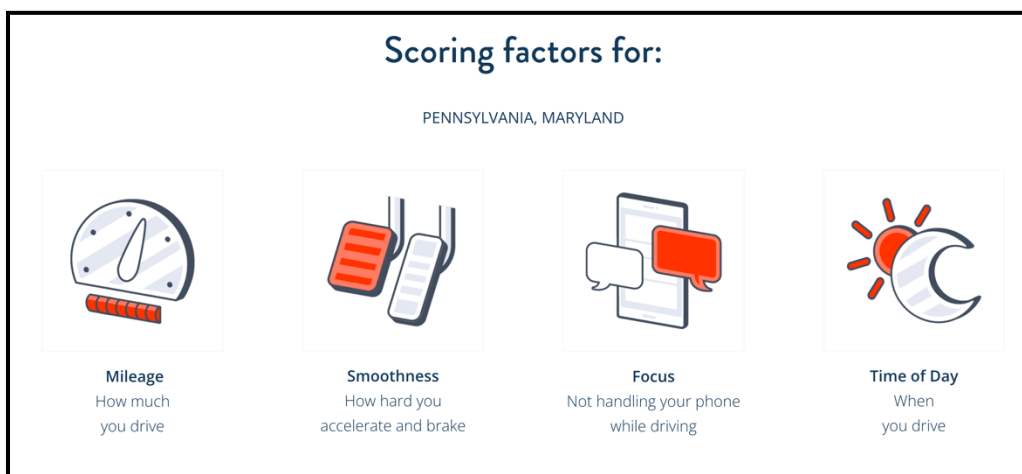 Scoring factors for:
PENNSYLVANIA, MARYLAND
Mileage
How much
you drive
Smoothness
How hard you
accelerate and brake
Focus
Not handling your phone
while driving
Time of Day
When
you drive